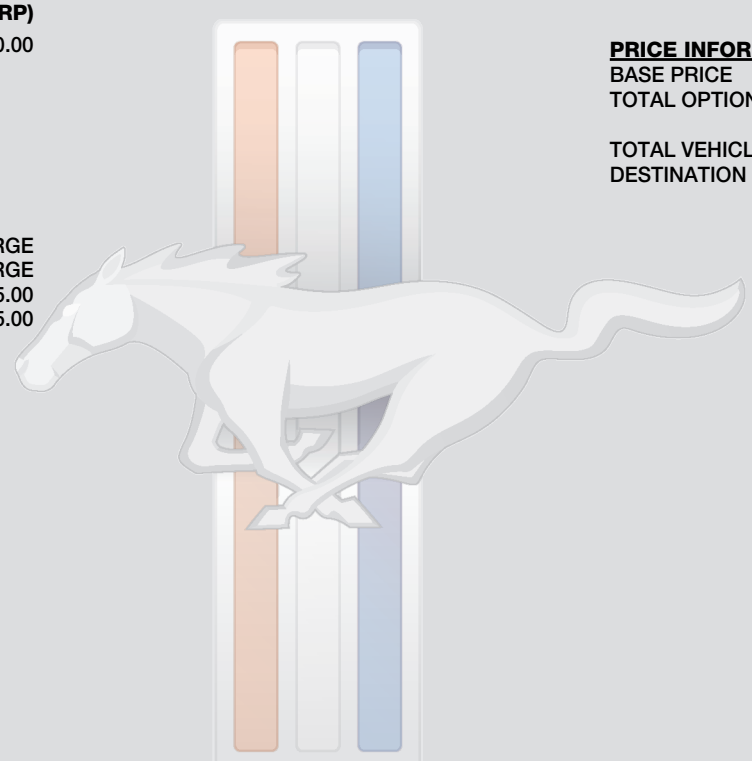 RP)
0.00
RGE
RGE
5.00
5.00
PRICE INFOR
BASE PRICE
TOTAL OPTION
TOTAL VEHICL
DESTINATION